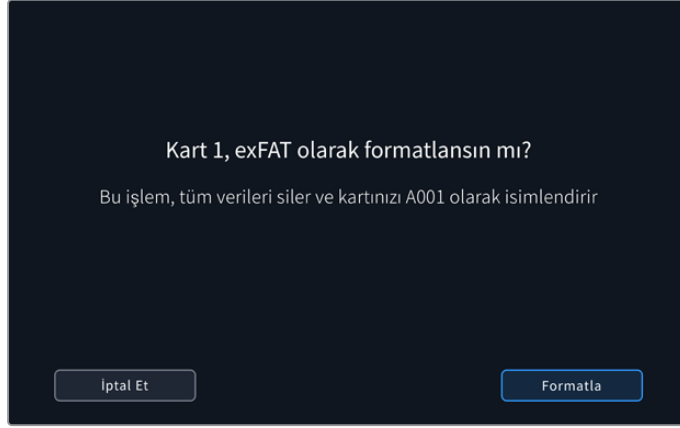 Kart 1, exFAT olarak formatlansın mı?
Bu işlem, tüm verileri siler ve kartınızı A001 olarak isimlendirir
İptal Et
Formatla